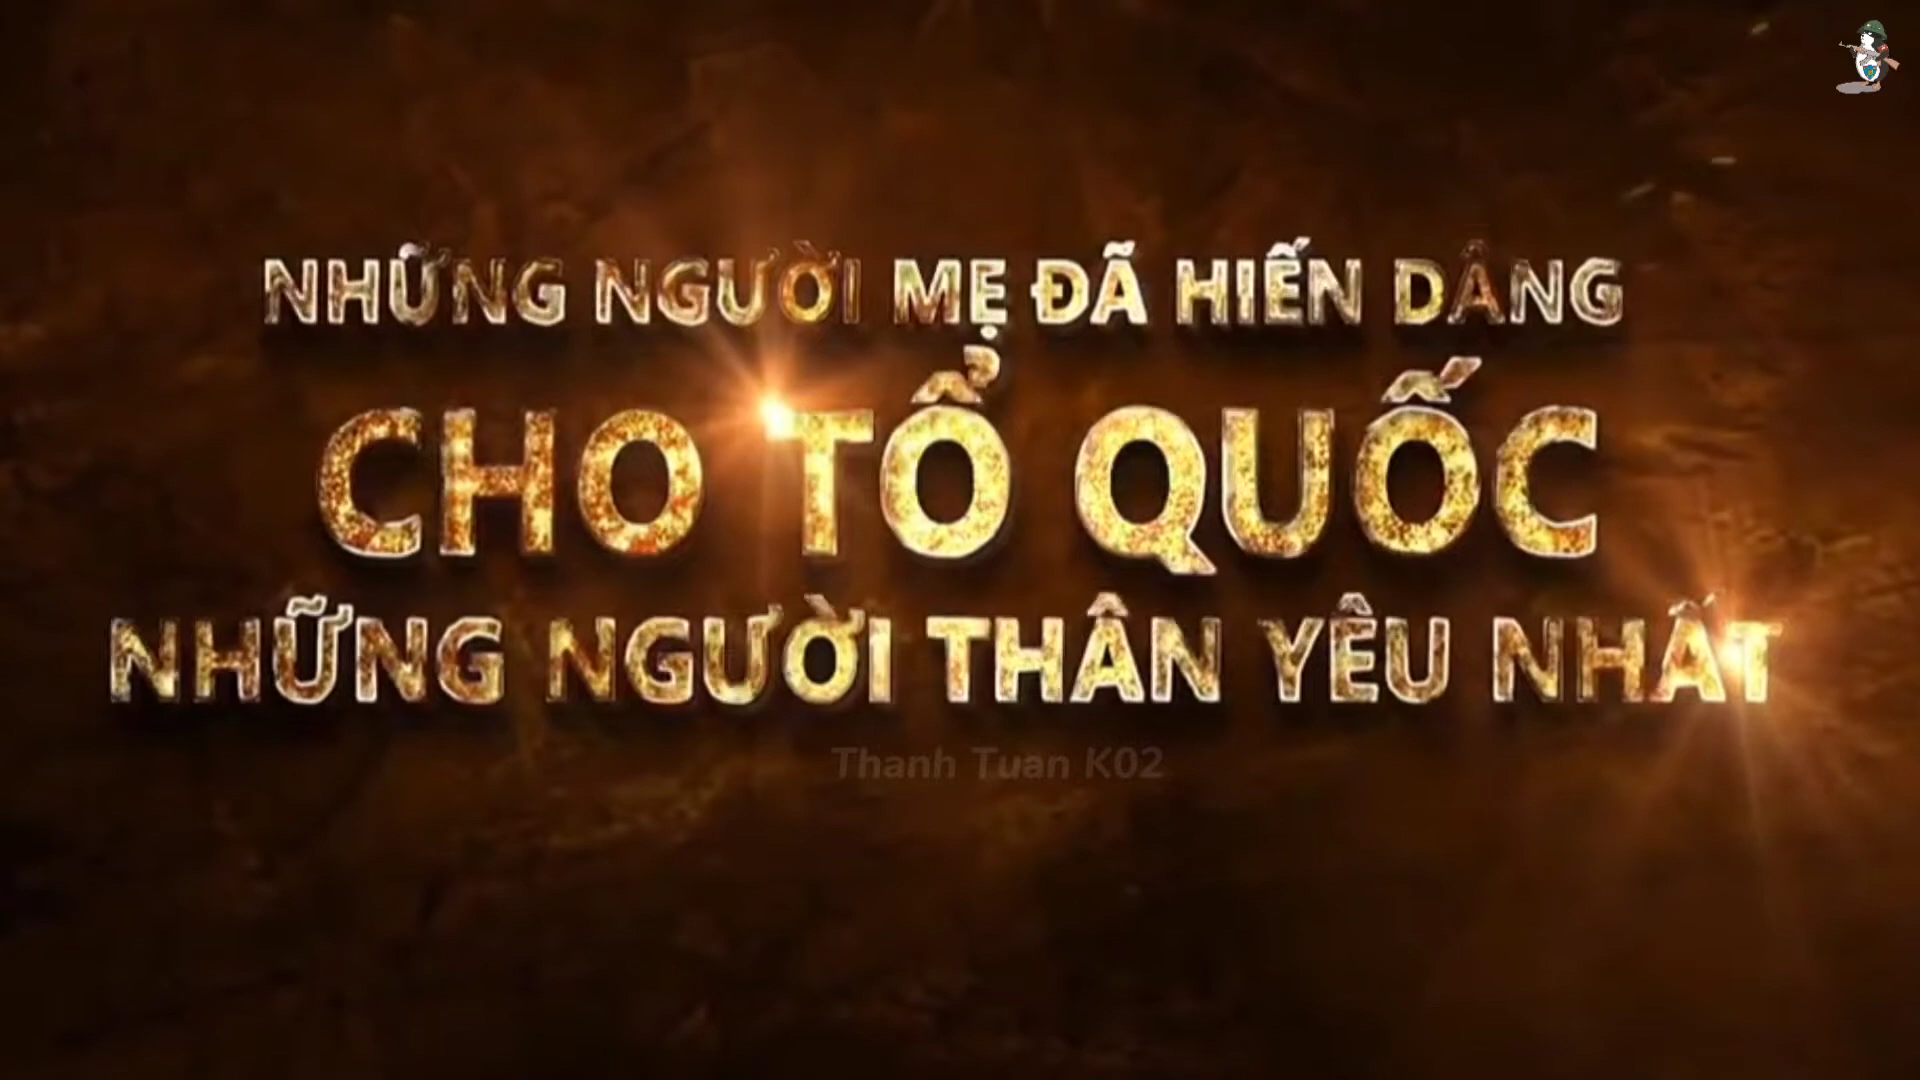 NHỮNG NGƯỜI MẸ ĐÃ HIẾN DÂNG
CHO TỔ QUỐC
NHỮNG NGƯỜI THÂN YÊU NHẤT
Thanh Tuan K02